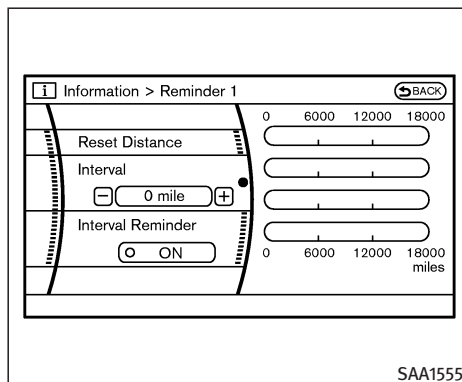 i Information > Reminder 1 BACK
0 6000 12000 18000
Reset Distance
Interval
− 0 mile +
Interval Reminder
ON
0 6000 12000 18000
miles
SAA1555